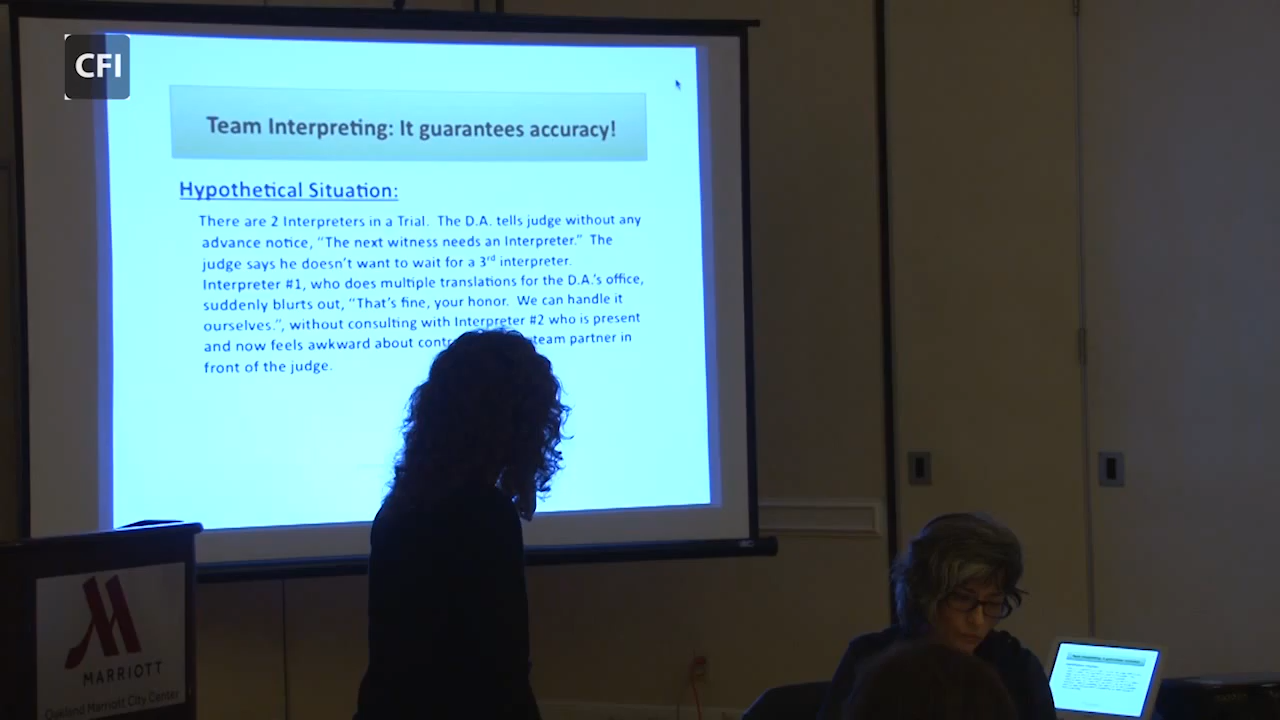 CFI
Team Interpreting: It guarantees accuracy!
Hypothetical Situation:
There are 2 Interpreters in a Trial. The D.A. tells judge without any
advance notice, “The next witness needs an Interpreter.” The
judge says he doesn’t want to wait for a 3rd interpreter.
Interpreter #1, who does multiple translations for the D.A.’s office,
suddenly blurts out, “That’s fine, your honor. We can handle it
ourselves.”, without consulting with Interpreter #2 who is present
and now feels awkward about team partner in
front of the judge.
MARRIOTT
Oakland Marriott City Center